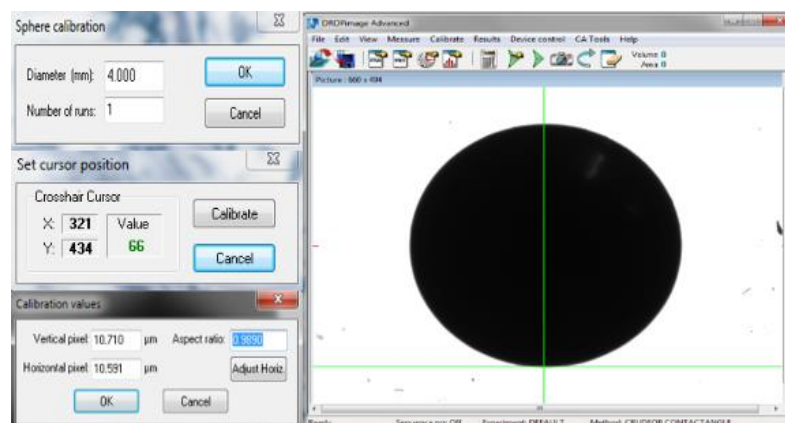 Sphere calibration
Diameter (mm): 4.000
OK
Number of runs: 1
Cancel
Set cursor position
Crosshair Cursor
X: 321 Value
Calibrate
Y: 434 66
Cancel
Calibration values
Vertical pixel: 10.710 µm Aspect ratio: 0.9890
Horizontal pixel: 10.591 µm Adjust Horiz.
OK Cancel
DROPimage Advanced
File Edit View Measure Calibrate Results Device control CA Tools Help
Volume 0
Area 0
Picture : 660 x 494
Experiment: DEFAULT